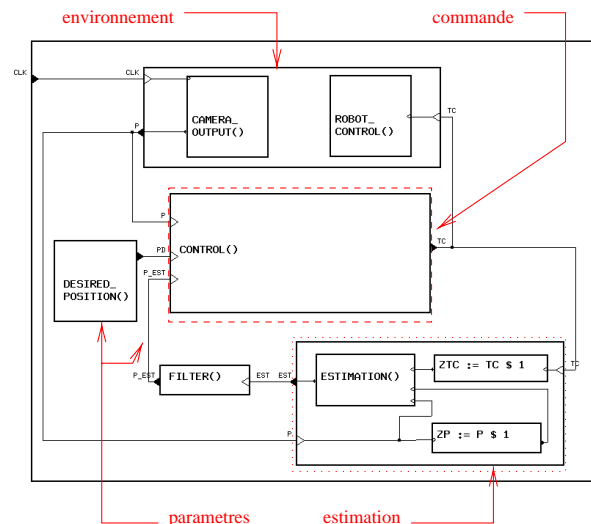 environnement
commande
CLK
CLK
CAMERA_
OUTPUT()
ROBOT_
CONTROL()
TC
P
P
CONTROL()
TC
PD
P_EST
DESIRED_
POSITION()
P_EST
FILTER()
EST
EST
ESTIMATION()
ZTC := TC $ 1
TC
P
ZP := P $ 1
parametres
estimation